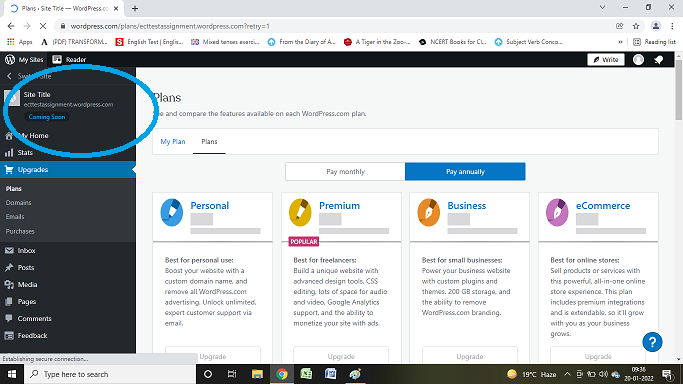 Plans ‹ Site Title — WordPress.com
wordpress.com/plans/ecttestassignment.wordpress.com?retry=1
Apps
(PDF) TRANSFORM...
English Test | English...
Mixed tenses exerci...
From the Diary of A...
A Tiger in the Zoo-...
NCERT Books for Cl...
Subject Verb Conco...
Reading list
My Sites
Reader
Write
Site Title
ecttestassignment.wordpress.com
Coming Soon
My Home
Stats
Upgrades
Plans
Domains
Emails
Purchases
Inbox
Posts
Media
Pages
Comments
Feedback
Plans
and compare the features available on each WordPress.com plan.
My Plan
Plans
Pay monthly
Pay annually
Personal
Best for personal use:
Boost your website with a
custom domain name, and
remove all WordPress.com
advertising. Unlock unlimited,
expert customer support via
email.
Upgrade
Premium
POPULAR
Best for freelancers:
Build a unique website with
advanced design tools, CSS
editing, lots of space for audio
and video, Google Analytics
support, and the ability to
monetize your site with ads.
Upgrade
Business
Best for small businesses:
Power your business
website with custom plugins and
themes, 200 GB storage, and
the ability to remove
WordPress.com branding.
Upgrade
eCommerce
Best for online stores:
Sell products or services with
this powerful, all-in-one online
store experience. This plan
includes premium integrations
and is extendable, so it'll grow
with you as your business
grows.
Upgrade
Establishing secure connection...
Type here to search
19°C Haze
ENG
09:36
20-01-2022